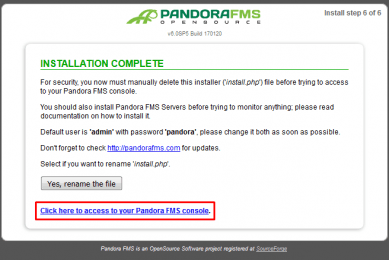 PANDORAFMS
OPENSOURCE
Install step 6 of 6
v6.0SP5 Build 170120
INSTALLATION COMPLETE
For security, you now must manually delete this installer ('install.php') file before trying to access
to your Pandora FMS console.
You should also install Pandora FMS Servers before trying to monitor anything; please read
documentation on how to install it.
Default user is 'admin' with password 'pandora', please change it both as soon as possible.
Don't forget to check http://pandorafms.com for updates.
Select if you want to rename 'install.php'.
Yes, rename the file
Click here to access to your Pandora FMS console.
Pandora FMS is an OpenSource Software project registered at SourceForge